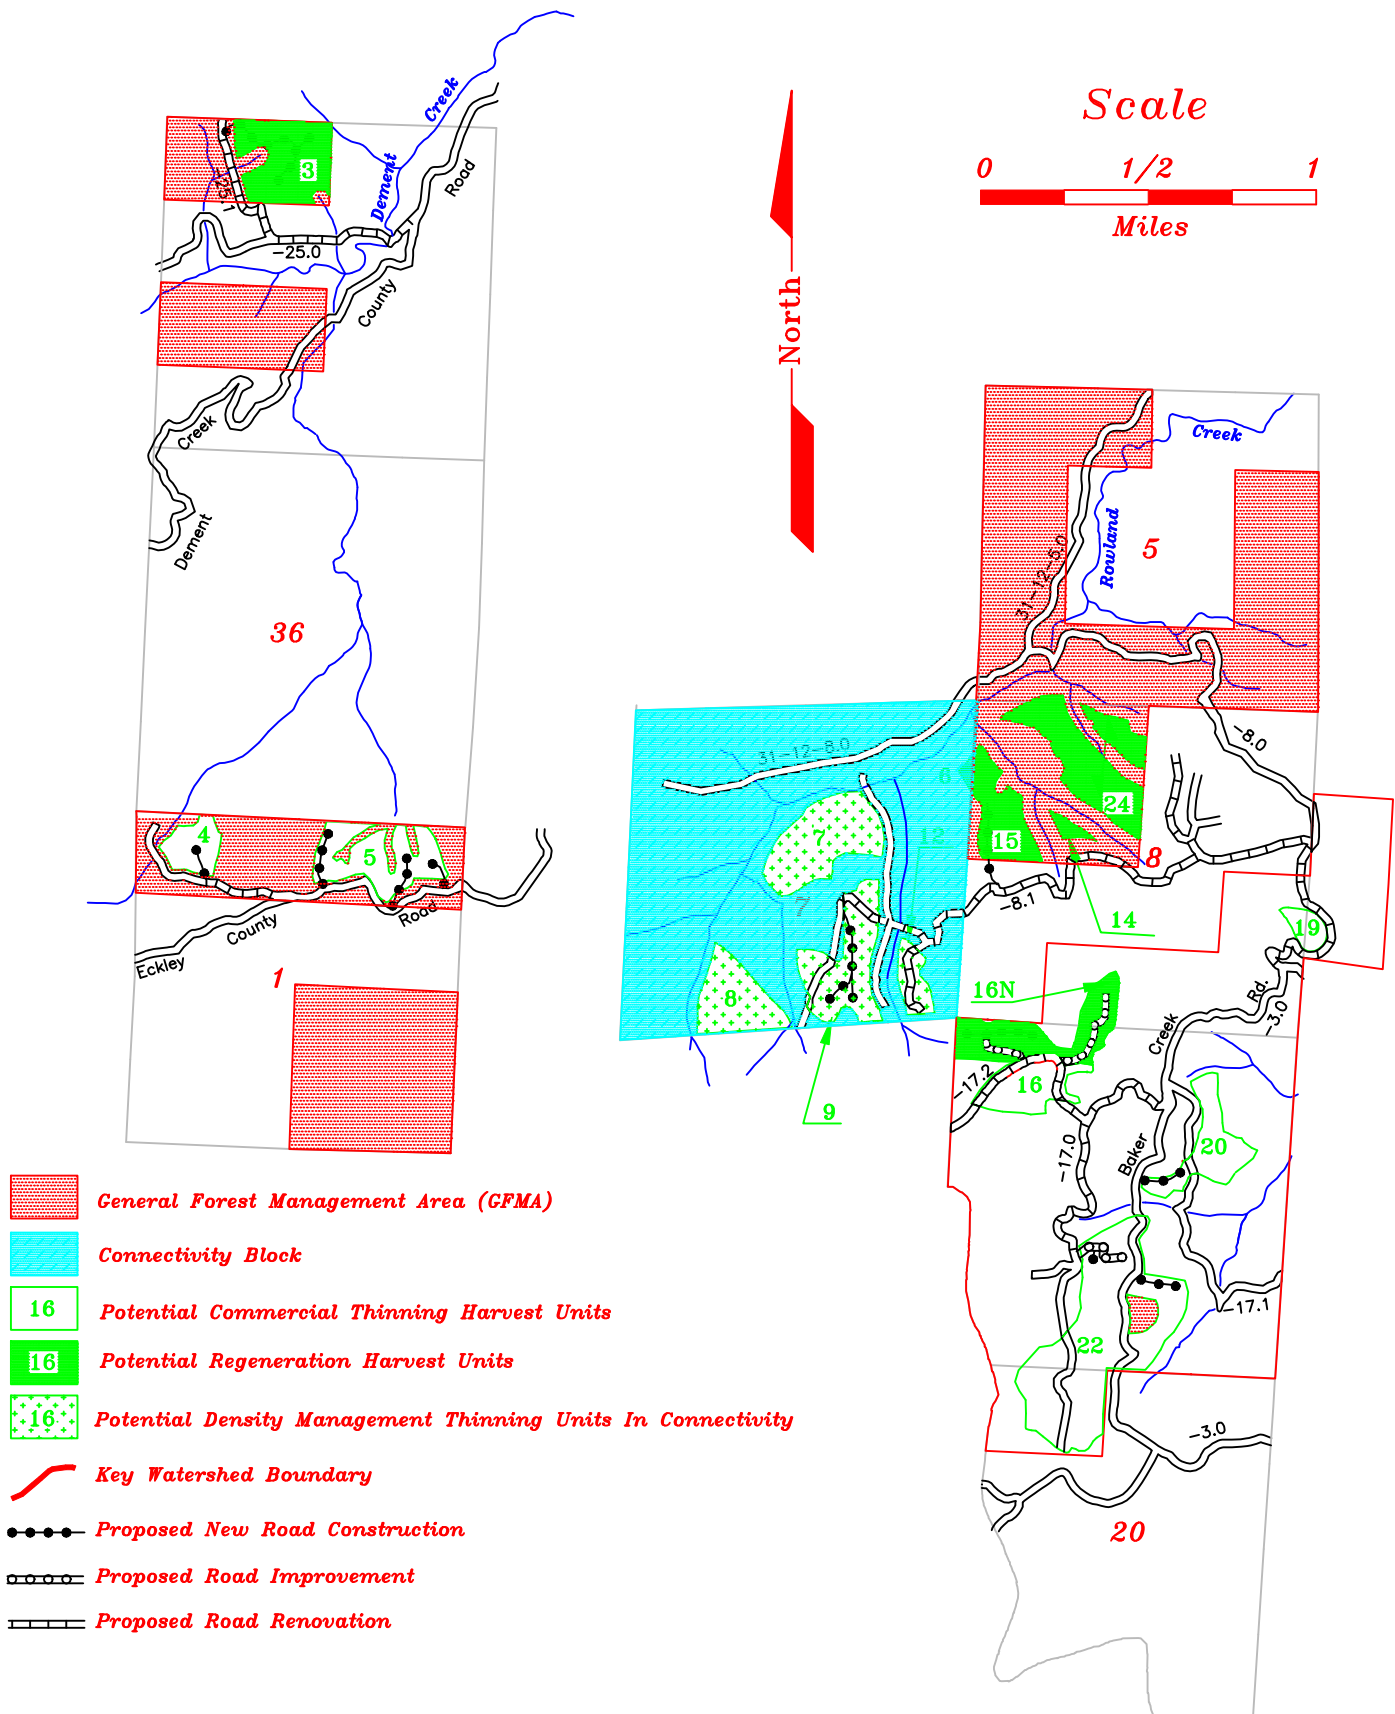 Scale
0 1/2 1
Miles
North
Creek
Dement
Road
3
-25.1
-25.0
County
Creek
Dement
36
4
5
Road
County
Eckley
1
Creek
Rowland
5
31-12-5.0
-8.0
31-12-8.0
6
24
15
8
7
12
7
-8.1
14
19
8
16N
Rd.
-3.0
Creek
9
-17.2
16
-17.0
Baker
20
-17.1
22
-3.0
20
General Forest Management Area (GFMA)
Connectivity Block
16 Potential Commercial Thinning Harvest Units
16 Potential Regeneration Harvest Units
16 Potential Density Management Thinning Units In Connectivity
Key Watershed Boundary
Proposed New Road Construction
Proposed Road Improvement
Proposed Road Renovation